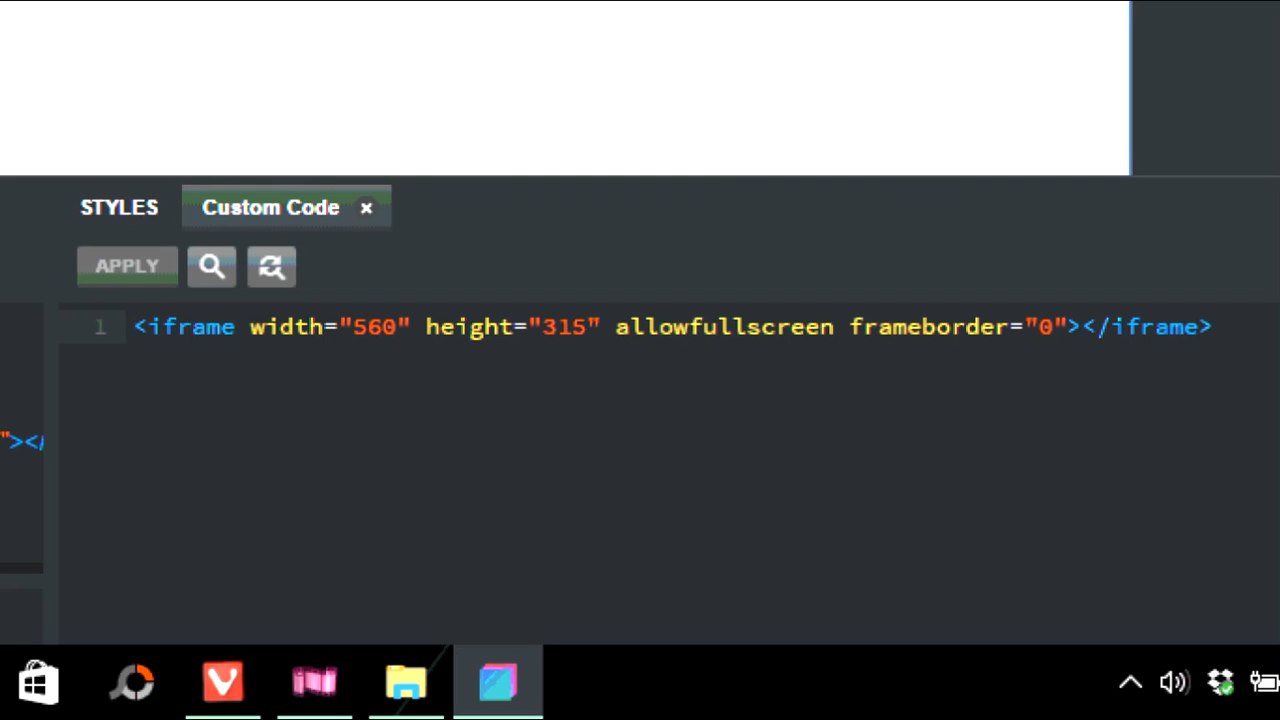 STYLES Custom Code ×
APPLY
1 <iframe width="560" height="315" allowfullscreen frameborder="0"></iframe>
"></